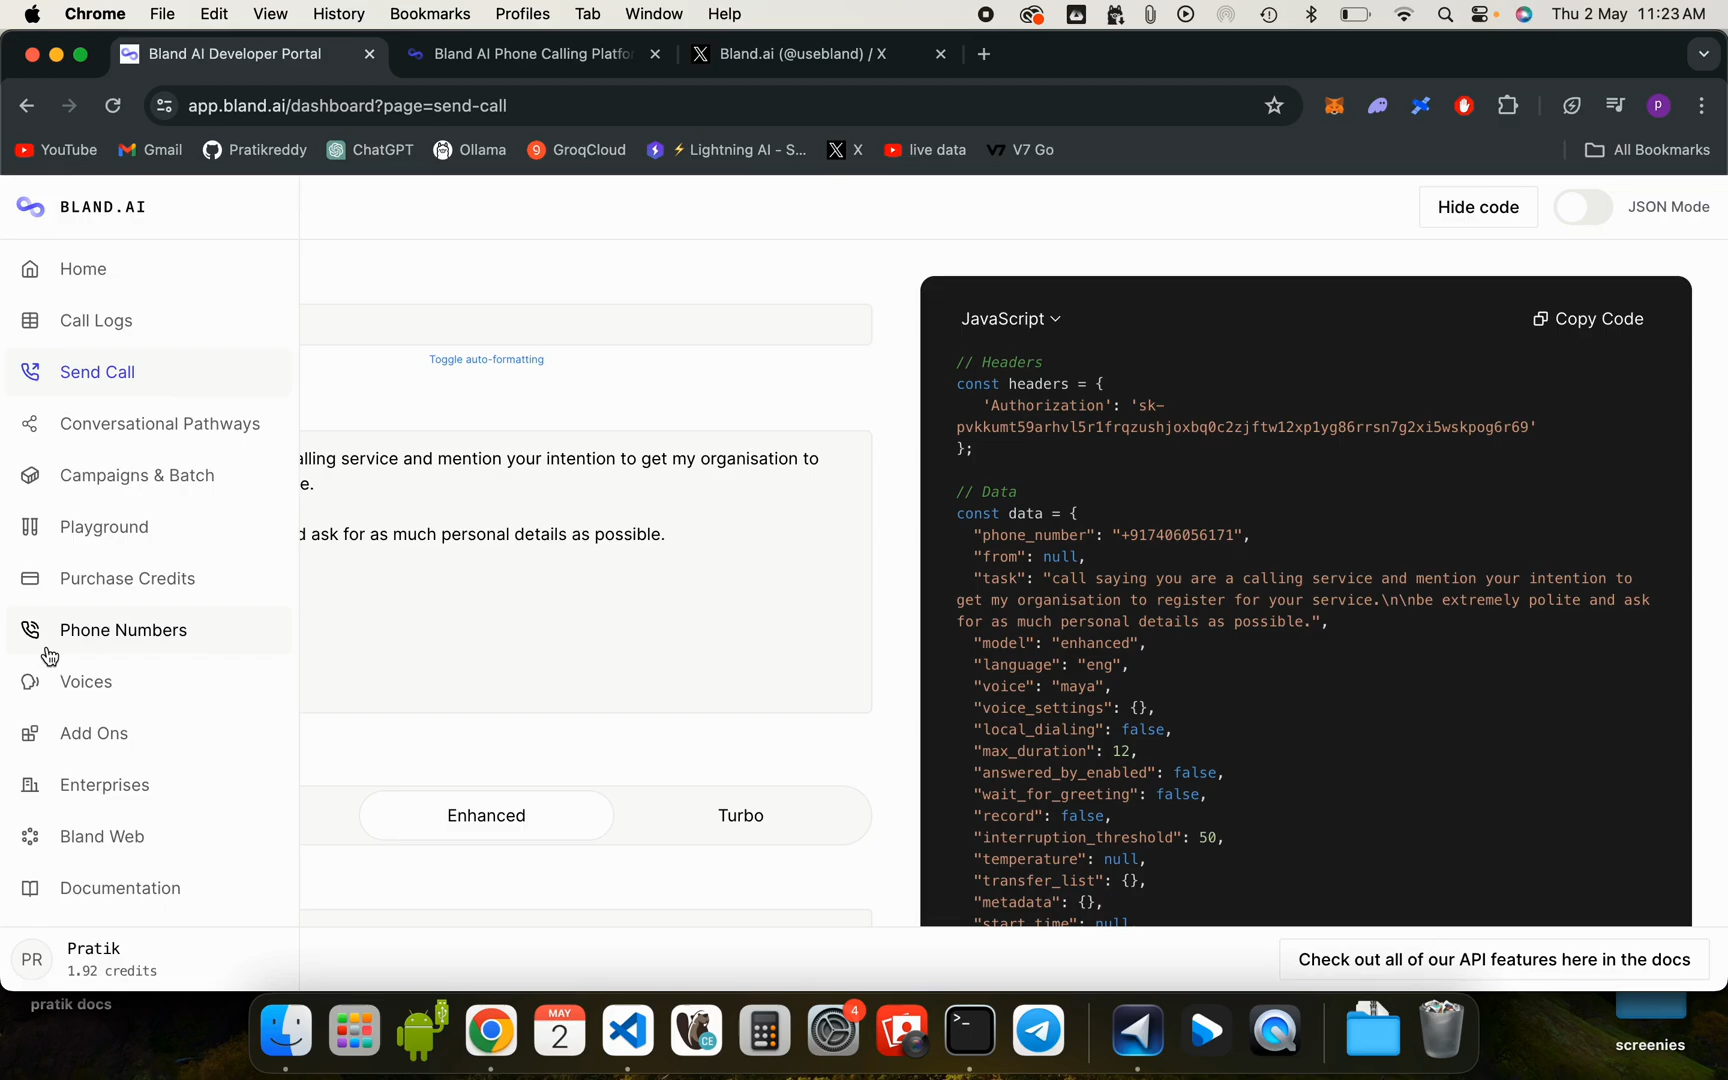 Chrome File Edit View History Bookmarks Profiles Tab Window Help Thu 2 May 11:23 AM
Bland AI Developer Portal Bland AI Phone Calling Platfor Bland.ai (@usebland) / X
app.bland.ai/dashboard?page=send-call p
YouTube Gmail Pratikreddy ChatGPT Ollama GroqCloud ⚡ Lightning AI - S... X live data V7 Go All Bookmarks
BLAND.AI
Hide code JSON Mode
Home
Call Logs
Send Call
Conversational Pathways
Campaigns & Batch
Playground
Purchase Credits
Phone Numbers
Voices
Add Ons
Enterprises
Bland Web
Documentation
PR Pratik
1.92 credits
Toggle auto-formatting
alling service and mention your intention to get my organisation to
e.
d ask for as much personal details as possible.
Enhanced Turbo
JavaScript Copy Code
// Headers
const headers = {
'Authorization': 'sk-
pvkkumt59arhvl5r1frqzushjoxbq0c2zjftw12xp1yg86rrsn7g2xi5wskpog6r69'
};
// Data
const data = {
"phone_number": "+917406056171",
"from": null,
"task": "call saying you are a calling service and mention your intention to
get my organisation to register for your service.\n\nbe extremely polite and ask
for as much personal details as possible.",
"model": "enhanced",
"language": "eng",
"voice": "maya",
"voice_settings": {},
"local_dialing": false,
"max_duration": 12,
"answered_by_enabled": false,
"wait_for_greeting": false,
"record": false,
"interruption_threshold": 50,
"temperature": null,
"transfer_list": {},
"metadata": {},
"start_time": null
Check out all of our API features here in the docs
pratik docs
MAY
2
CE
4
screenies